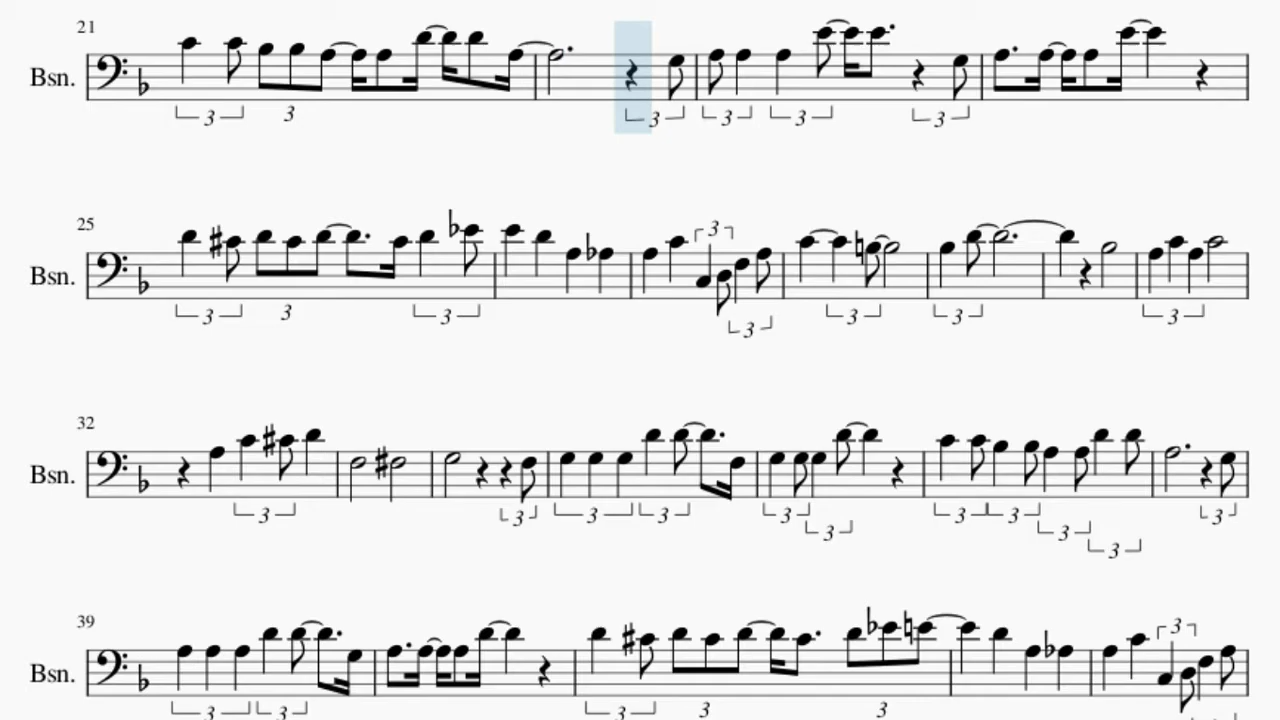 21
Bsn.
3 3 3 3 3 3
25
3
Bsn.
3 3 3 3 3 3 3
32
Bsn.
3 3 3 3 3 3 3 3 3 3 3
39
3
Bsn.
3 3 3 3 3